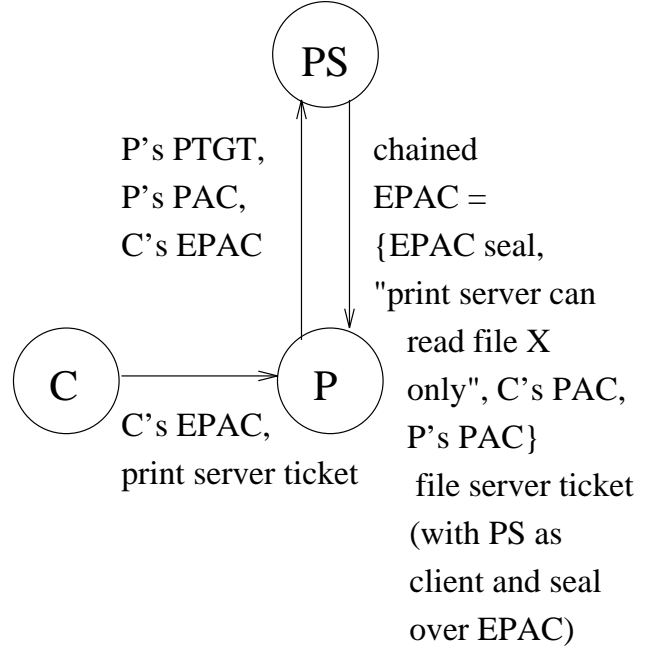 PS
P's PTGT,
P's PAC,
C's EPAC
chained
EPAC =
{EPAC seal,
"print server can
read file X
only", C's PAC,
P's PAC}
file server ticket
(with PS as
client and seal
over EPAC)
C
P
C's EPAC,
print server ticket